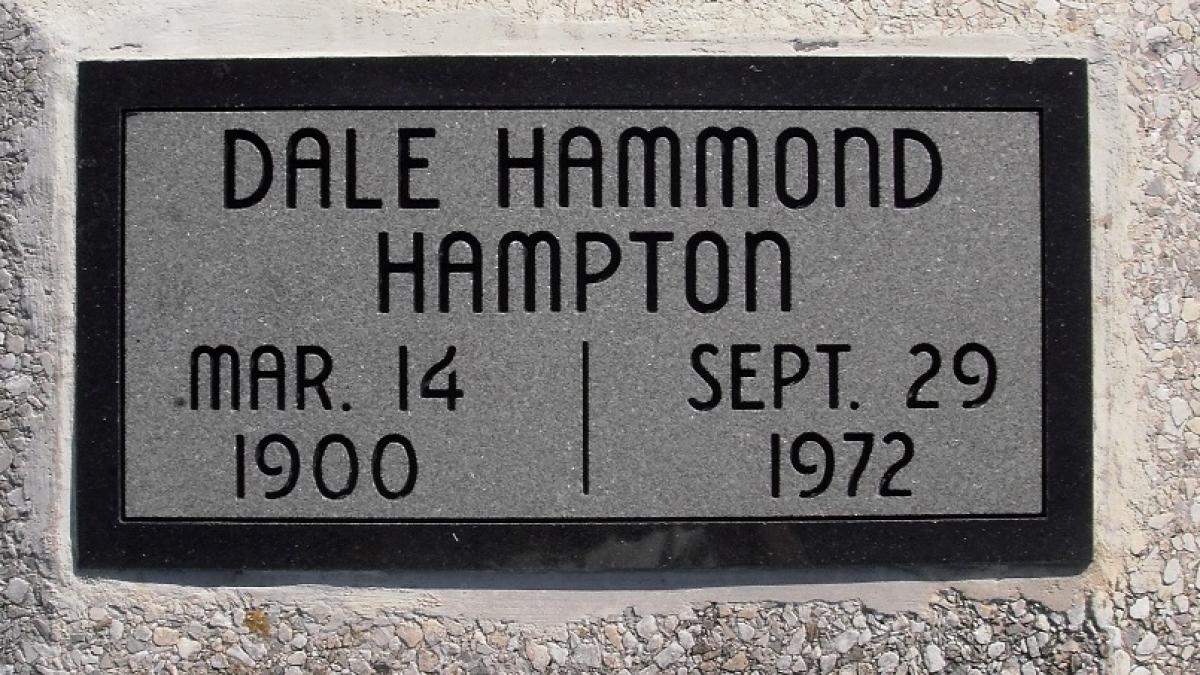 DALE HAMMOND
HAMPTON
MAR. 14
1900
SEPT. 29
1972